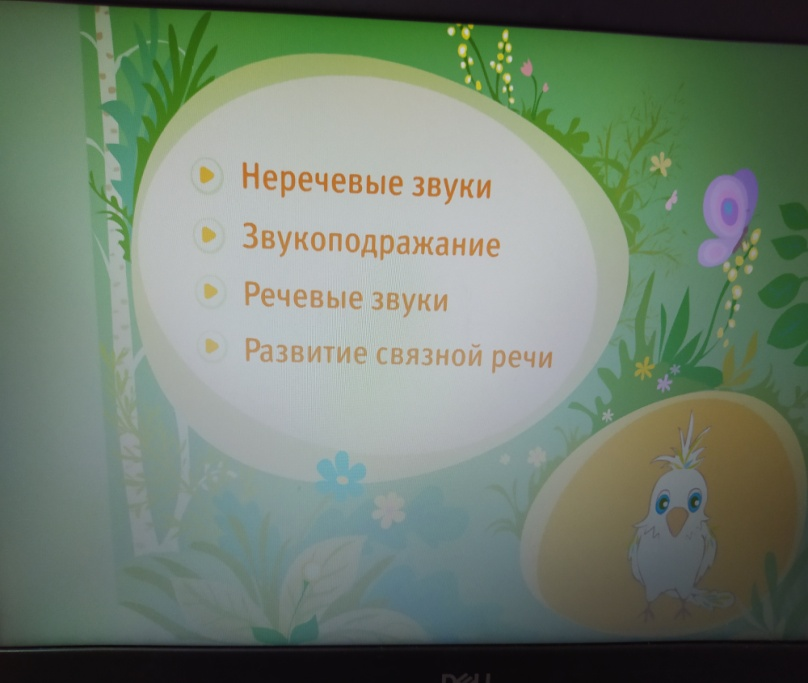 Неречевые звуки
Звукоподражание
Речевые звуки
Развитие связной речи
DELL